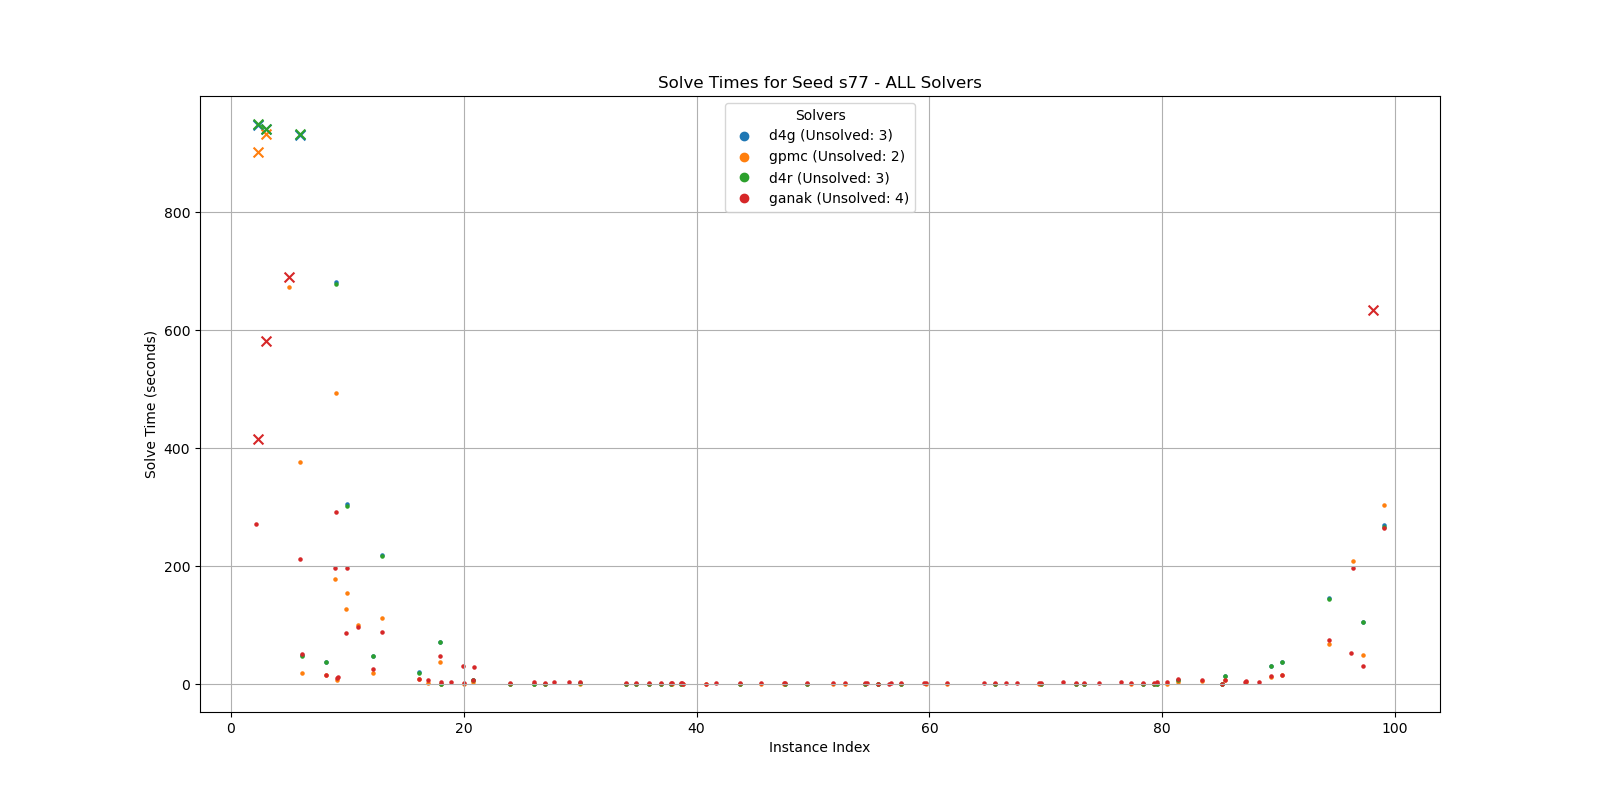 Solve Times for Seed s77 - ALL Solvers
Solvers
d4g (Unsolved: 3)
gpmc (Unsolved: 2)
d4r (Unsolved: 3)
ganak (Unsolved: 4)
800
600
400
200
0
Solve Time (seconds)
0 20 40 60 80 100
Instance Index